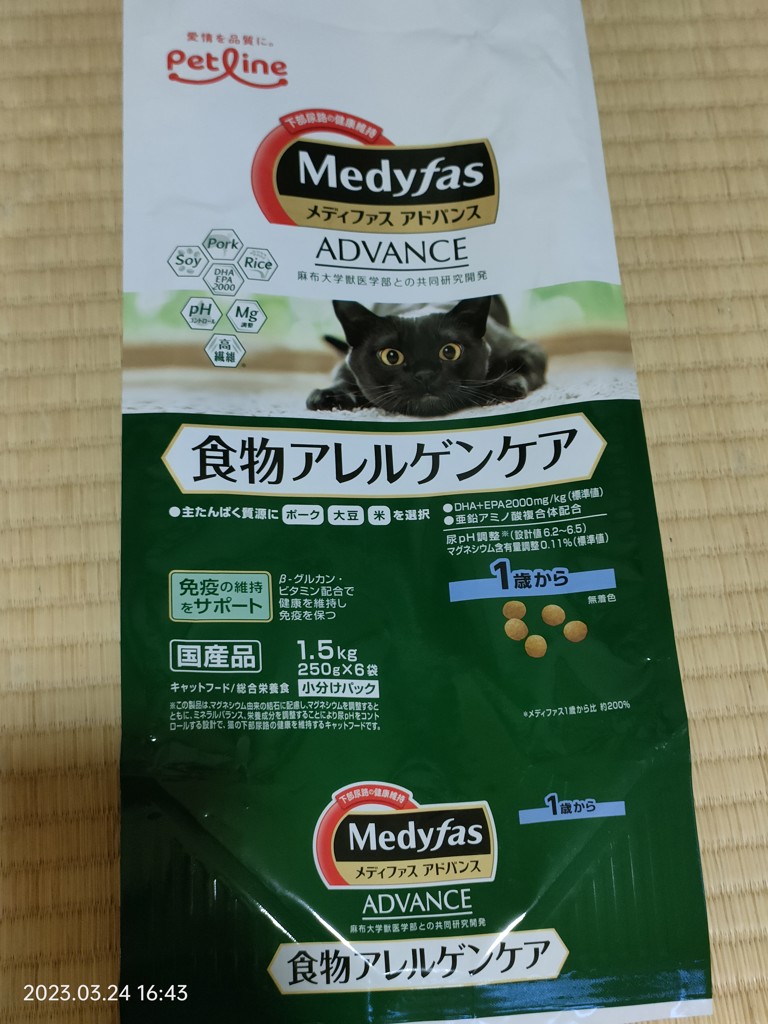 愛情を品質に。
Petline
下部尿路の健康維持
Medyfas
メディファス アドバンス
ADVANCE
麻布大学獣医学部との共同研究開発
Pork
Soy
Rice
DHA
EPA
2000
pH
コントロール
Mg
調整
高
繊維
※
食物アレルゲンケア
●主たんぱく質源に ポーク 大豆 米 を選択
●DHA+EPA2000mg/kg(標準値)
●亜鉛アミノ酸複合体配合
尿pH調整※(設計値6.2~6.5)
マグネシウム含有量調整0.11%(標準値)
1歳から
無着色
免疫の維持
をサポート
β-グルカン・
ビタミン配合で
健康を維持し
免疫を保つ
国産品
1.5kg
250g×6袋
キャットフード/総合栄養食 小分けパック
※この製品は、マグネシウム由来の結石に配慮し、マグネシウムを調整すると
ともに、ミネラルバランス、栄養成分を調整することにより尿pHをコント
ロールする設計で、猫の下部尿路の健康を維持するキャットフードです。
※メディファス1歳から比 約200%
下部尿路の健康維持
Medyfas
メディファス アドバンス
ADVANCE
麻布大学獣医学部との共同研究開発
1歳から
食物アレルゲンケア
2023.03.24 16:43